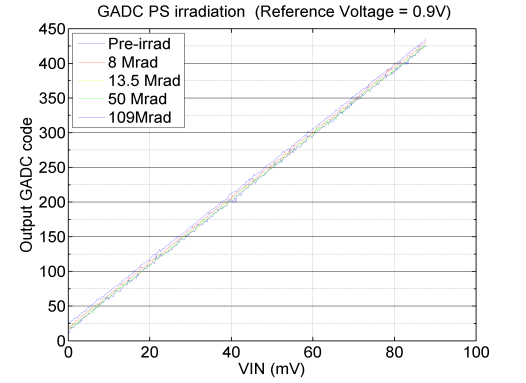 GADC PS irradiation (Reference Voltage = 0.9V)
450
400
350
300
250
200
150
100
50
0
Output GADC code
Pre-irrad
8 Mrad
13.5 Mrad
50 Mrad
109Mrad
0 20 40 60 80 100
VIN (mV)